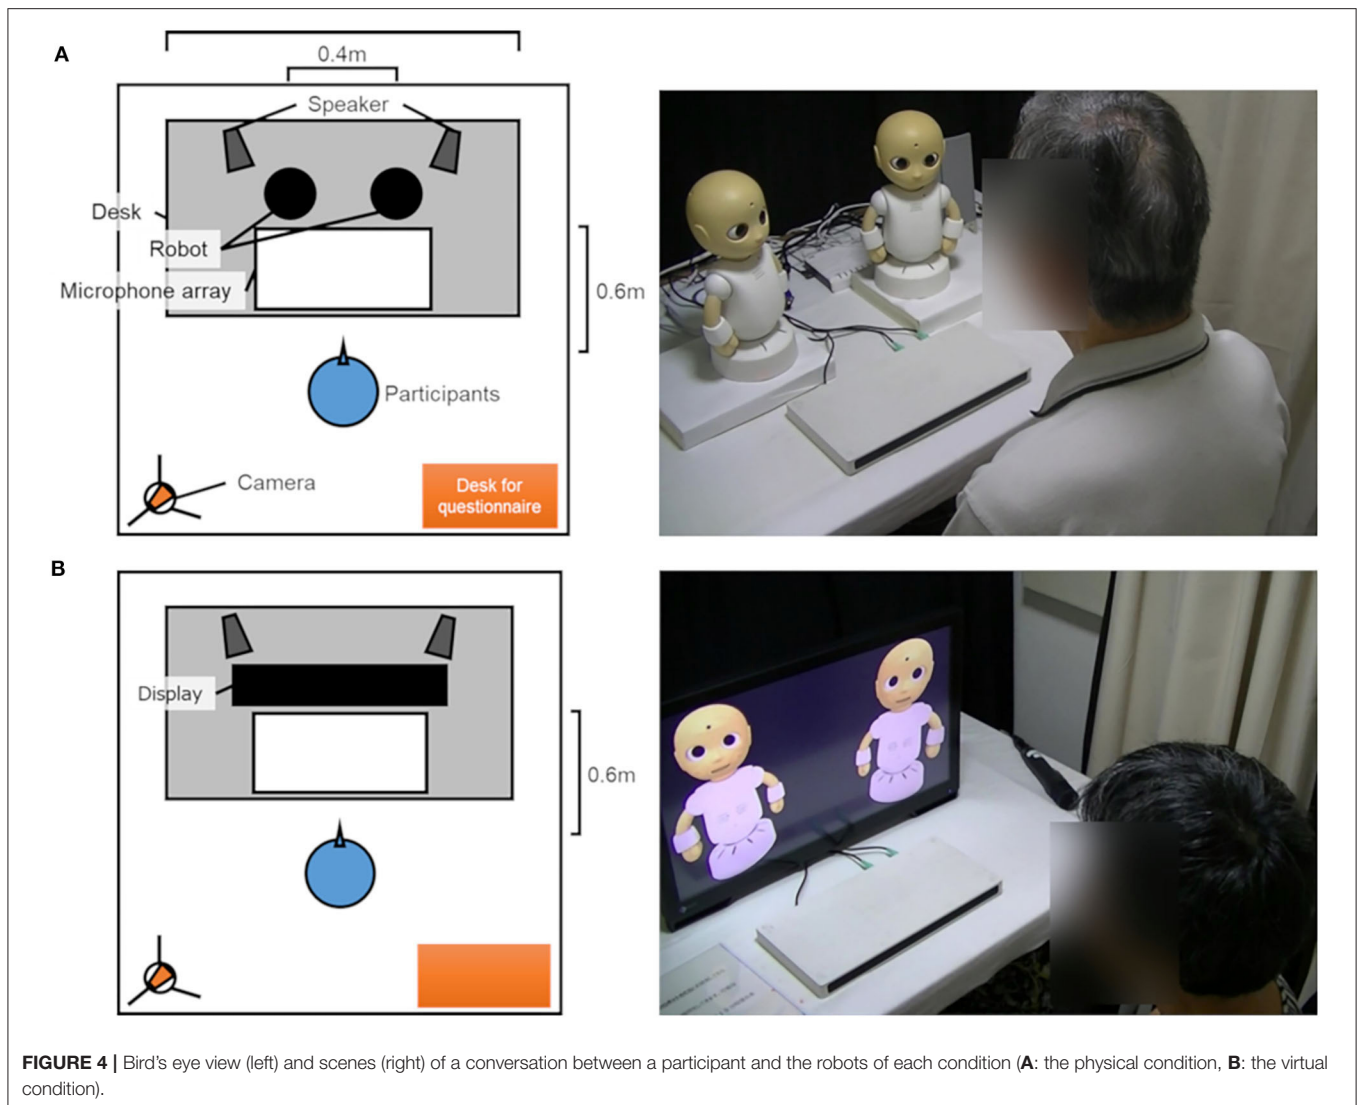 A
0.4m
Speaker
Desk
Robot
Microphone array
0.6m
Participants
Camera
Desk for
questionnaire
B
Display
0.6m
FIGURE 4 | Bird's eye view (left) and scenes (right) of a conversation between a participant and the robots of each condition (A: the physical condition, B: the virtual
condition).